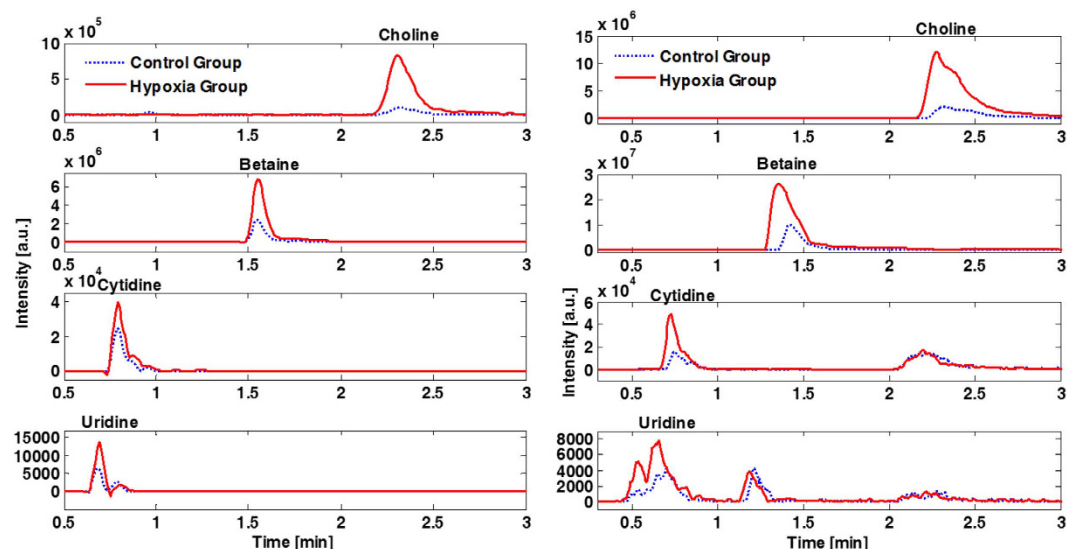 x 10^5
Choline
10
5
0
Control Group
Hypoxia Group
0.5 1 1.5 2 2.5 3
x 10^6
Betaine
6
4
2
0
0.5 1 1.5 2 2.5 3
x 10^4
Cytidine
4
2
0
0.5 1 1.5 2 2.5 3
Uridine
15000
10000
5000
0
0.5 1 1.5 2 2.5 3
Intensity [a.u.]
Time [min]
x 10^6
Choline
15
10
5
0
Control Group
Hypoxia Group
0.5 1 1.5 2 2.5 3
x 10^7
Betaine
3
2
1
0
0.5 1 1.5 2 2.5 3
x 10^4
Cytidine
6
4
2
0
0.5 1 1.5 2 2.5 3
Uridine
8000
6000
4000
2000
0
0.5 1 1.5 2 2.5 3
Intensity [a.u.]
Time [min]